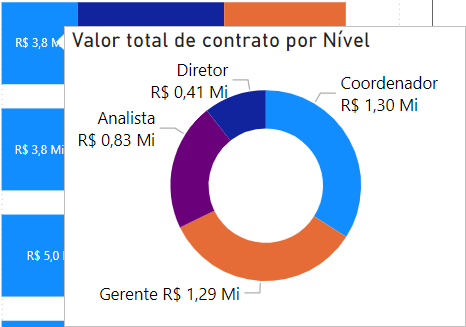 R$ 3,8 M
Valor total de contrato por Nível
Diretor
R$ 0,41 Mi
Coordenador
R$ 1,30 Mi
Analista
R$ 0,83 Mi
R$ 3,8 Mi
R$ 5,0
Gerente R$ 1,29 Mi